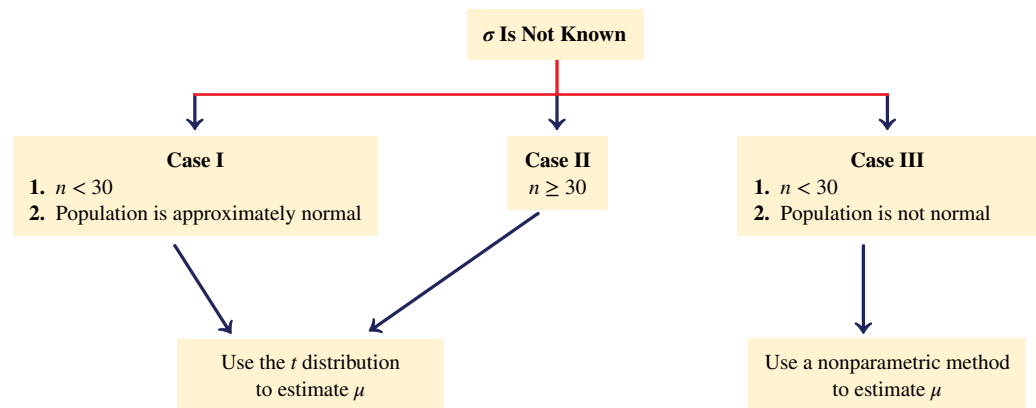 σ Is Not Known
Case I
1. n < 30
2. Population is approximately normal
Case II
n ≥ 30
Case III
1. n < 30
2. Population is not normal
Use the t distribution
to estimate μ
Use a nonparametric method
to estimate μ